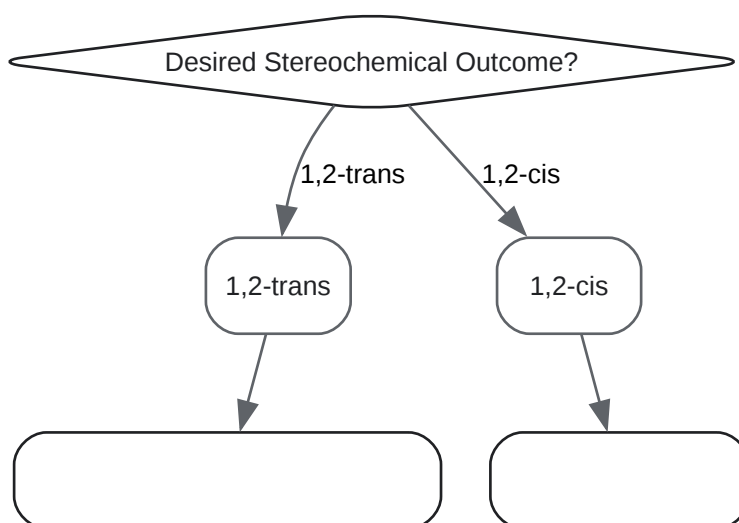 Desired Stereochemical Outcome?
1,2-trans
1,2-cis
1,2-trans
1,2-cis